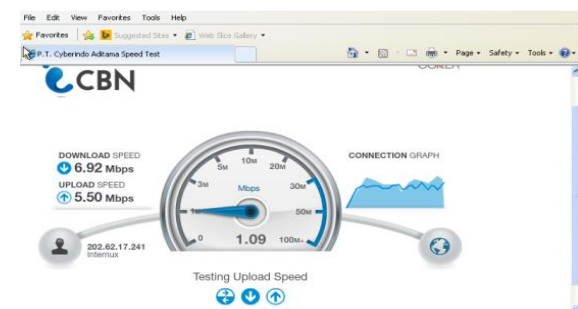 File Edit View Favorites Tools Help
Favorites Suggested Sites Web Slice Gallery
P.T. Cyberindo Aditama Speed Test Page Safety Tools
CBN
DOWNLOAD SPEED
6.92 Mbps
UPLOAD SPEED
5.50 Mbps
CONNECTION GRAPH
5M 10M 20M
3M Mbps 30M
1M 50M
0 1.09 100M+
202.62.17.241
Internux
Testing Upload Speed